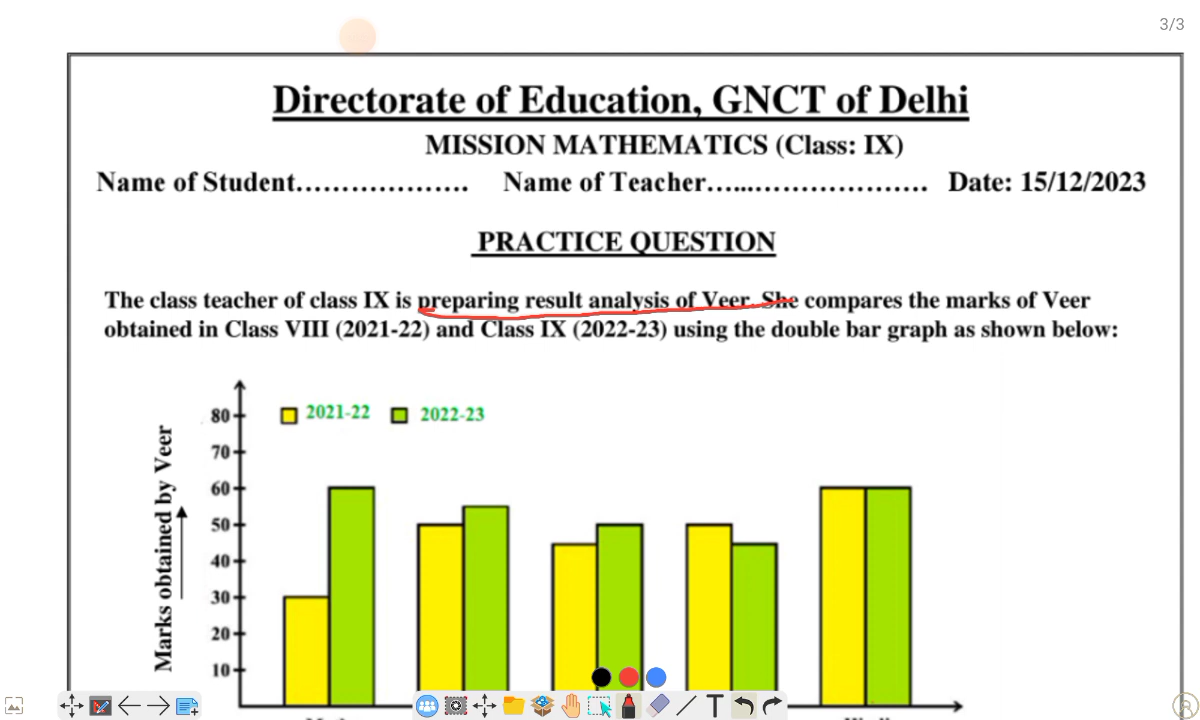 3/3
Directorate of Education, GNCT of Delhi
MISSION MATHEMATICS (Class: IX)
Name of Student……………….. Name of Teacher…...………………. Date: 15/12/2023
PRACTICE QUESTION
The class teacher of class IX is preparing result analysis of Veer. She compares the marks of Veer
obtained in Class VIII (2021-22) and Class IX (2022-23) using the double bar graph as shown below:
2021-22 2022-23
Marks obtained by Veer
80
70
60
50
40
30
20
10
T